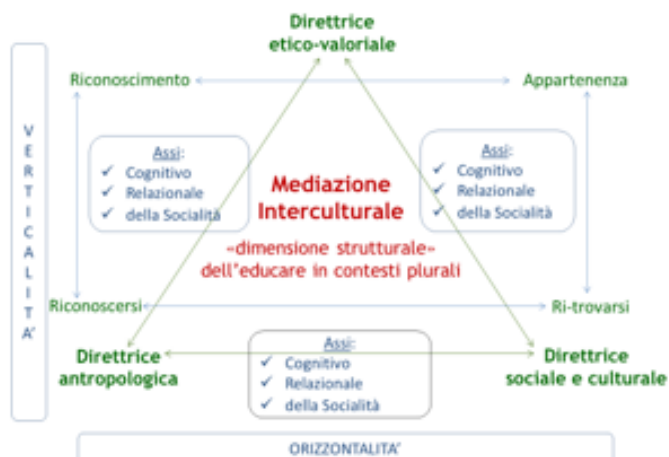 Direttrice
etico-valoriale
Riconoscimento
Appartenenza
VERTICALITA'
Assi:
✓ Cognitivo
✓ Relazionale
✓ della Socialità
Assi:
✓ Cognitivo
✓ Relazionale
✓ della Socialità
Mediazione
Interculturale
«dimensione strutturale»
dell'educare in contesti plurali
Riconoscersi
Ri-trovarsi
Direttrice
antropologica
Assi:
✓ Cognitivo
✓ Relazionale
✓ della Socialità
Direttrice
sociale e culturale
ORIZZONTALITA'